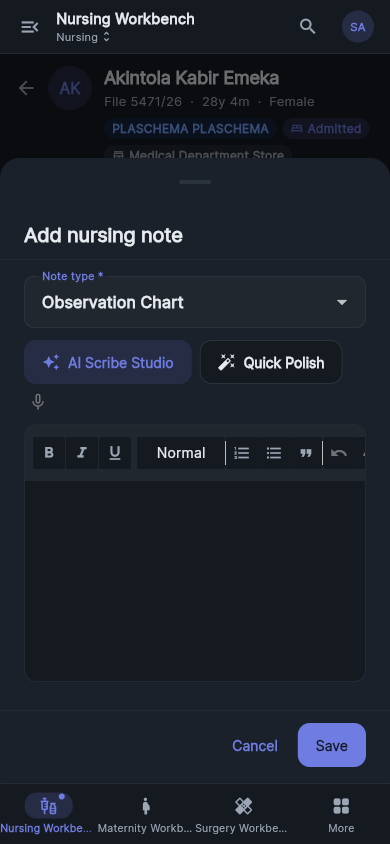 Nursing Workbench
Nursing
SA
AK
Akintola Kabir Emeka
File 5471/26 · 28y 4m · Female
PLASCHEMA PLASCHEMA
Admitted
Medical Department Store
Add nursing note
Note type *
Observation Chart
AI Scribe Studio
Quick Polish
B I U Normal
Cancel
Save
Nursing Workbe...
Maternity Workb...
Surgery Workbe...
More